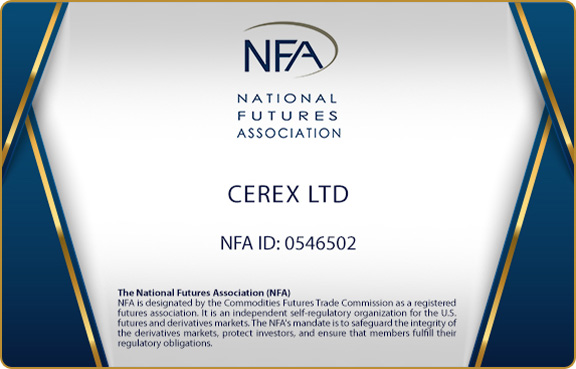 NFA
NATIONAL
FUTURES
ASSOCIATION
CEREX LTD
NFA ID: 0546502
The National Futures Association (NFA)
NFA is designated by the Commodities Futures Trade Commission as a registered
futures association. It is an independent self-regulatory organization for the U.S.
futures and derivatives markets. The NFA's mandate is to safeguard the integrity of
the derivatives markets, protect investors, and ensure that members fulfill their
regulatory obligations.